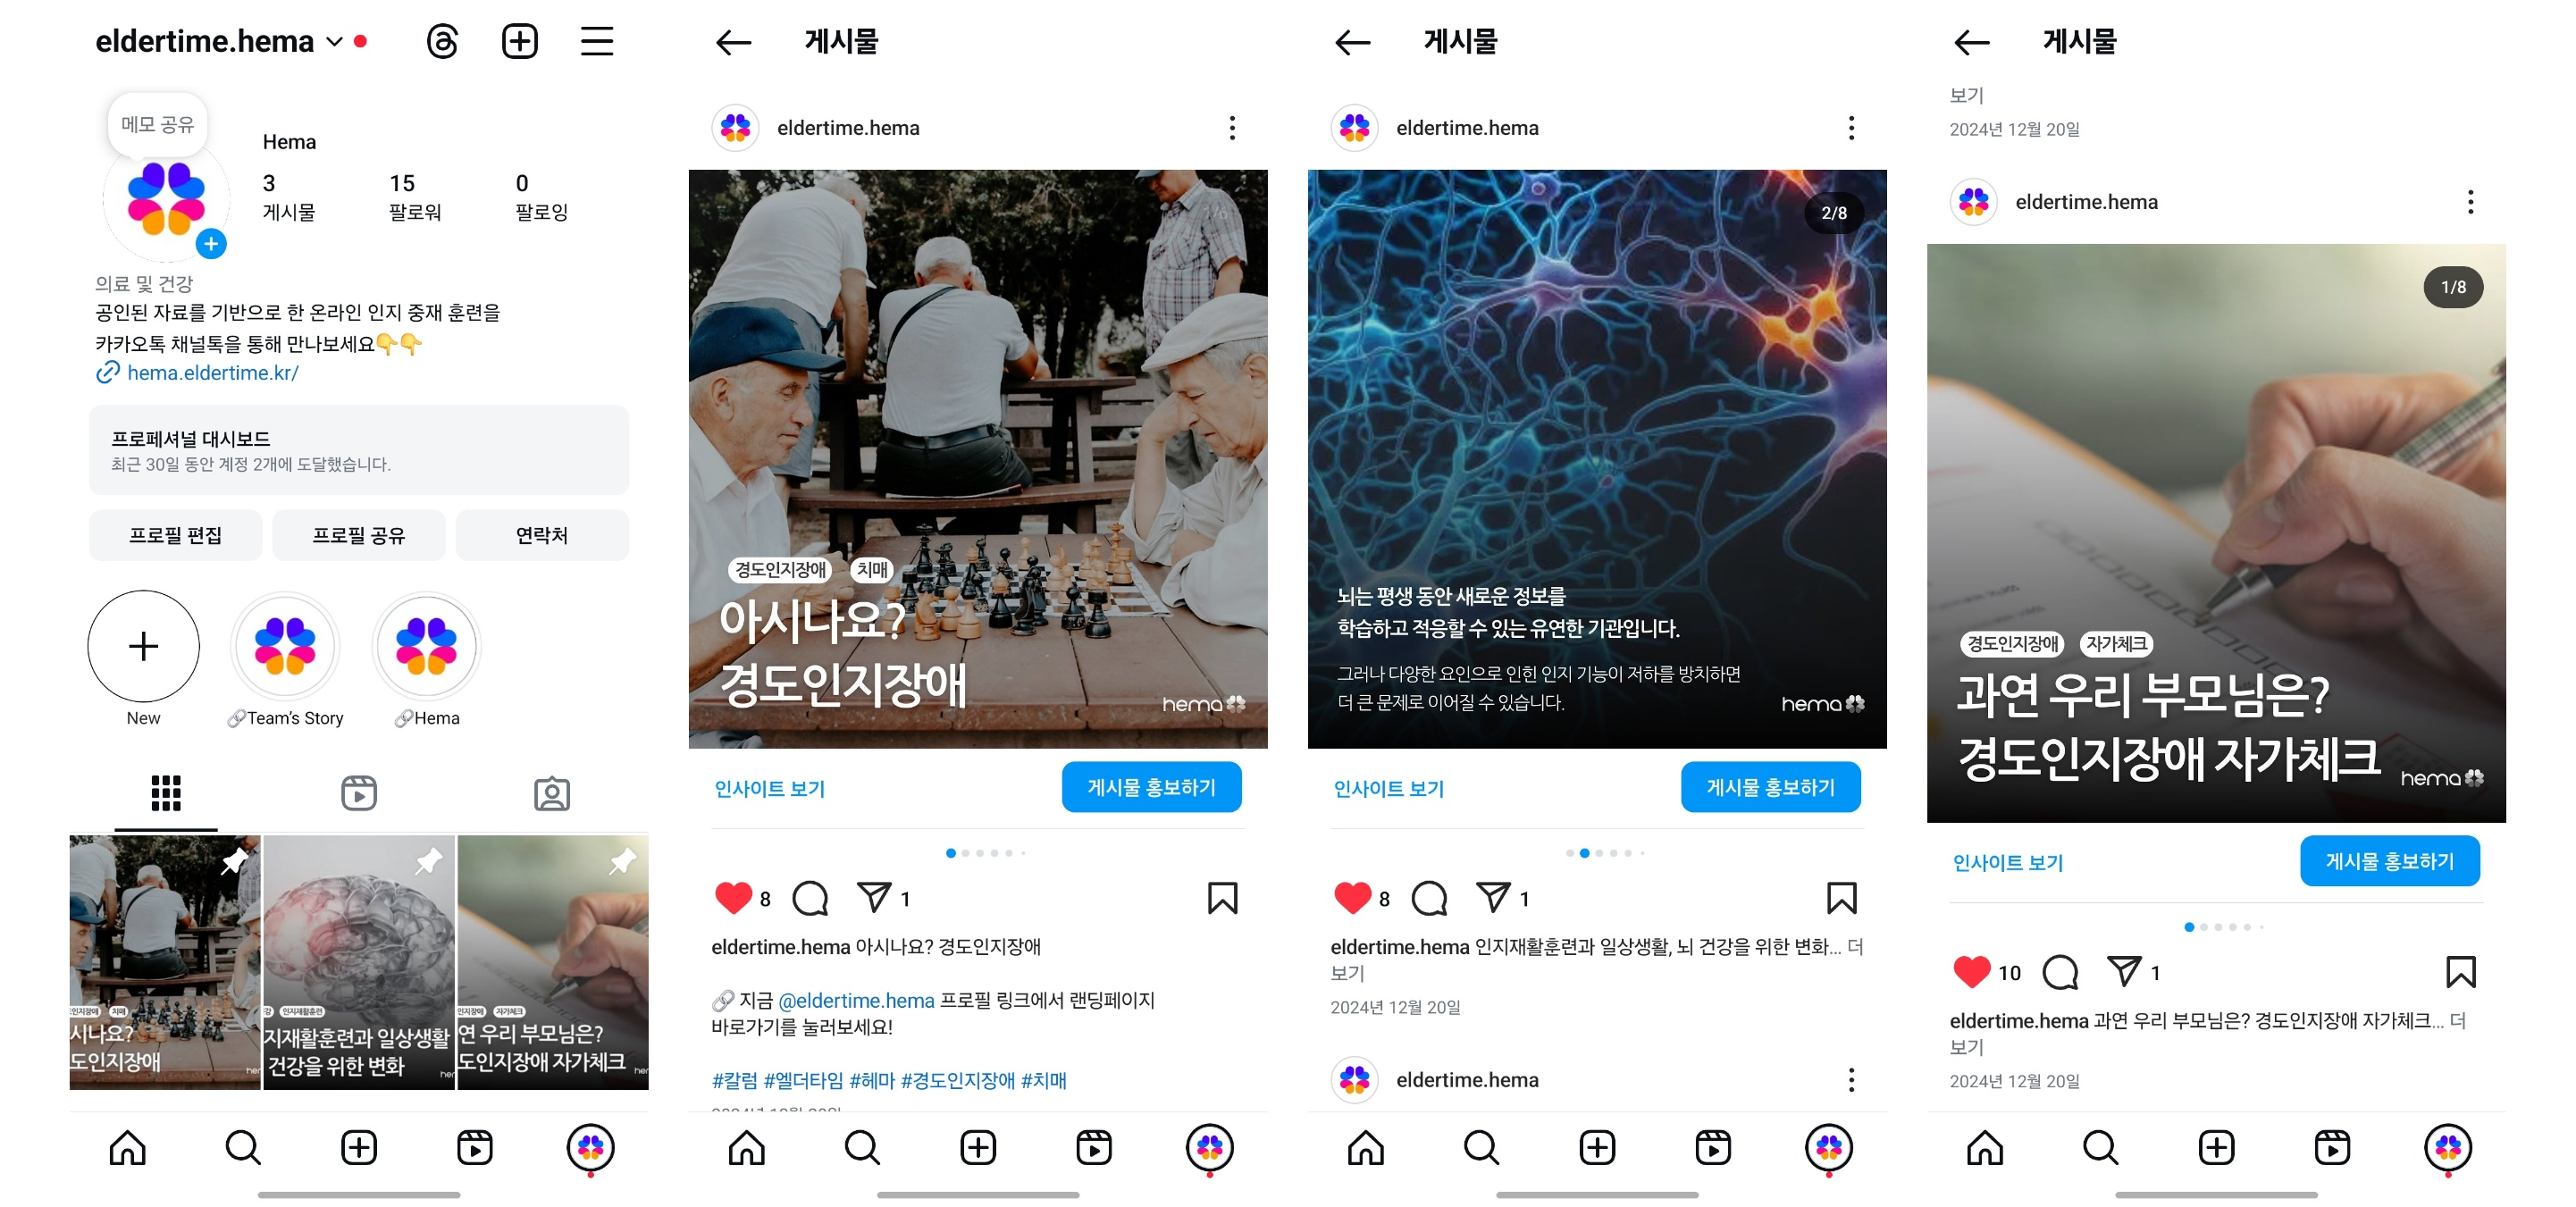 eldertime.hema
메모 공유
Hema
3
15
0
게시물
팔로워
팔로잉
의료 및 건강
공인된 자료를 기반으로 한 온라인 인지 중재 훈련을
카카오톡 채널톡을 통해 만나보세요👇👇
hema.eldertime.kr/
프로페셔널 대시보드
최근 30일 동안 계정 2개에 도달했습니다.
프로필 편집
프로필 공유
연락처
New
🔗Team's Story
🔗Hema
인지장애
치매
시나요?
도인지장애
강
인지재활훈련
지재활훈련과 일상생활
건강을 위한 변화
인지장애
자가체크
연 우리 부모님은?
도인지장애 자가체크
게시물
eldertime.hema
경도인지장애
치매
아시나요?
경도인지장애
hema
인사이트 보기
게시물 홍보하기
8
1
eldertime.hema 아시나요? 경도인지장애
🔗 지금 @eldertime.hema 프로필 링크에서 랜딩페이지
바로가기를 눌러보세요!
#칼럼 #엘더타임 #헤마 #경도인지장애 #치매
게시물
eldertime.hema
2/8
뇌는 평생 동안 새로운 정보를
학습하고 적응할 수 있는 유연한 기관입니다.
그러나 다양한 요인으로 인힌 인지 기능이 저하를 방치하면
더 큰 문제로 이어질 수 있습니다.
hema
인사이트 보기
게시물 홍보하기
8
1
eldertime.hema 인지재활훈련과 일상생활, 뇌 건강을 위한 변화... 더
보기
2024년 12월 20일
eldertime.hema
게시물
보기
2024년 12월 20일
eldertime.hema
1/8
경도인지장애
자가체크
과연 우리 부모님은?
경도인지장애 자가체크
hema
인사이트 보기
게시물 홍보하기
10
1
eldertime.hema 과연 우리 부모님은? 경도인지장애 자가체크... 더
보기
2024년 12월 20일